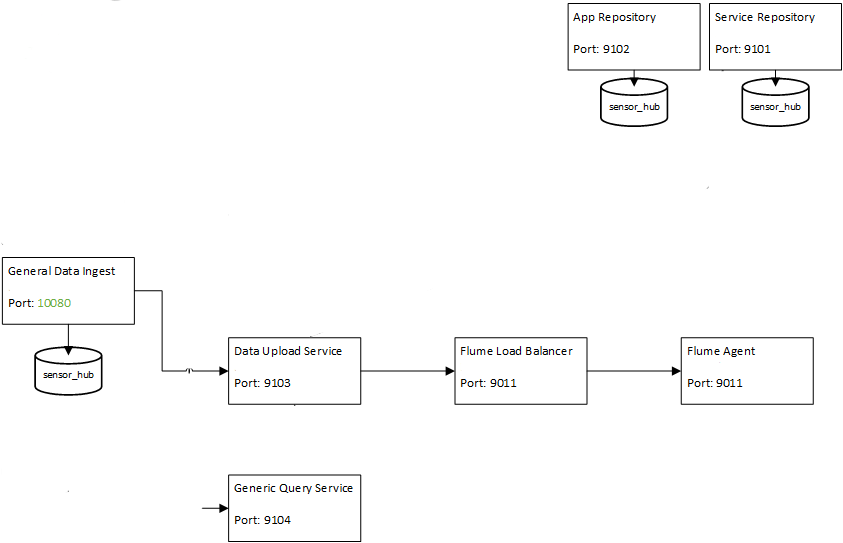 App Repository
Port: 9102
sensor_hub
Service Repository
Port: 9101
sensor_hub
General Data Ingest
Port: 10080
sensor_hub
Data Upload Service
Port: 9103
Flume Load Balancer
Port: 9011
Flume Agent
Port: 9011
Generic Query Service
Port: 9104